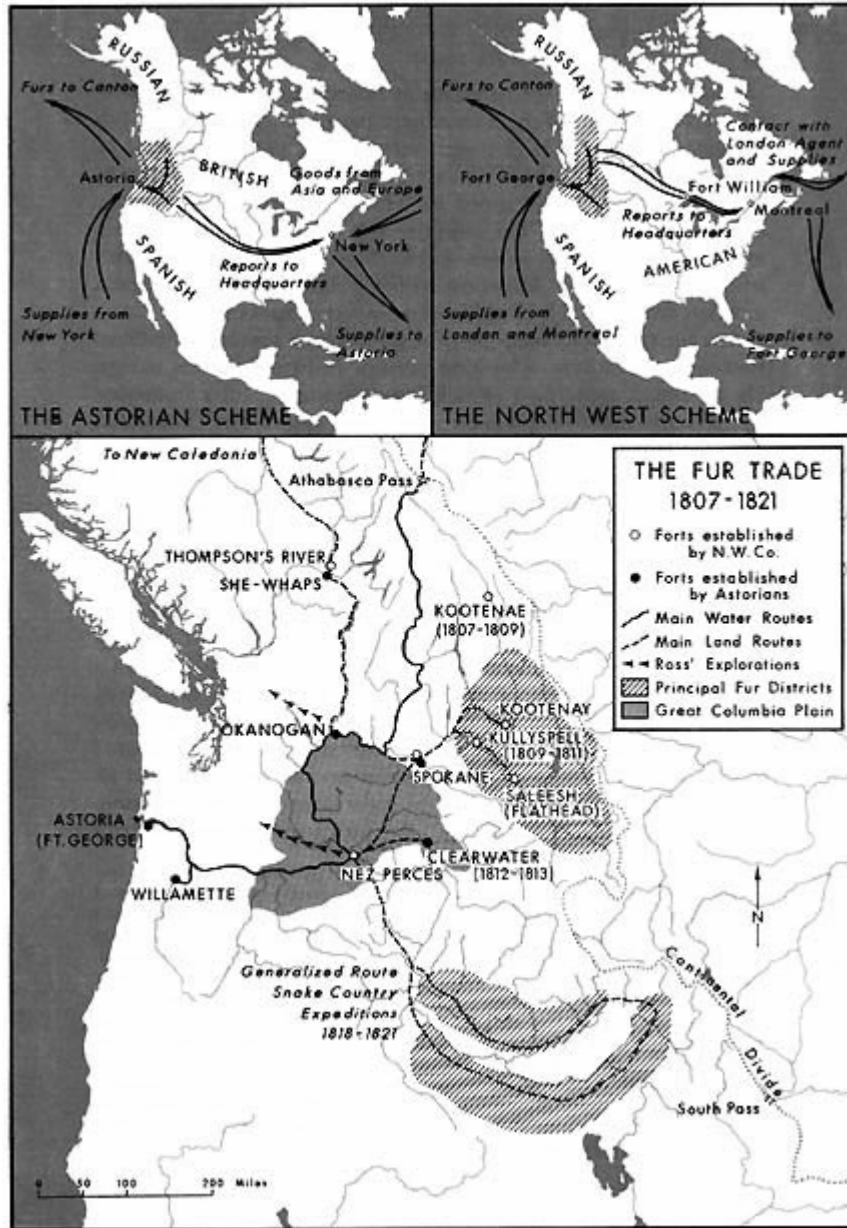 RUSSIAN
Furs to Canton
Astoria
BRITISH
Goods from
Asia and Europe
New York
SPANISH
Reports to
Headquarters
Supplies from
New York
Supplies to
Astoria
THE ASTORIAN SCHEME
RUSSIAN
Furs to Canton
Contact with
London Agent
and Supplies
Fort George
Fort William
Montreal
Reports to
Headquarters
AMERICAN
SPANISH
Supplies from
London and Montreal
Supplies to
Fort George
THE NORTH WEST SCHEME
To New Caledonia
Athabasca Pass
THOMPSON'S RIVER
SHE-WHAPS
KOOTENAE
(1807-1809)
KOOTENAY
OKANOGAN
KULLYSPELL
(1809-1811)
SPOKANE
SALEESH
(FLATHEAD)
ASTORIA
(FT. GEORGE)
CLEARWATER
(1812-1813)
NEZ PERCES
WILLAMETTE
N
Generalized Route
Snake Country
Expeditions
1818-1821
Continental
Divide
South Pass
0 50 100 200 Miles
THE FUR TRADE
1807-1821
Forts established
by N.W.Co.
Forts established
by Astorians
Main Water Routes
Main Land Routes
Ross' Explorations
Principal Fur Districts
Great Columbia Plain